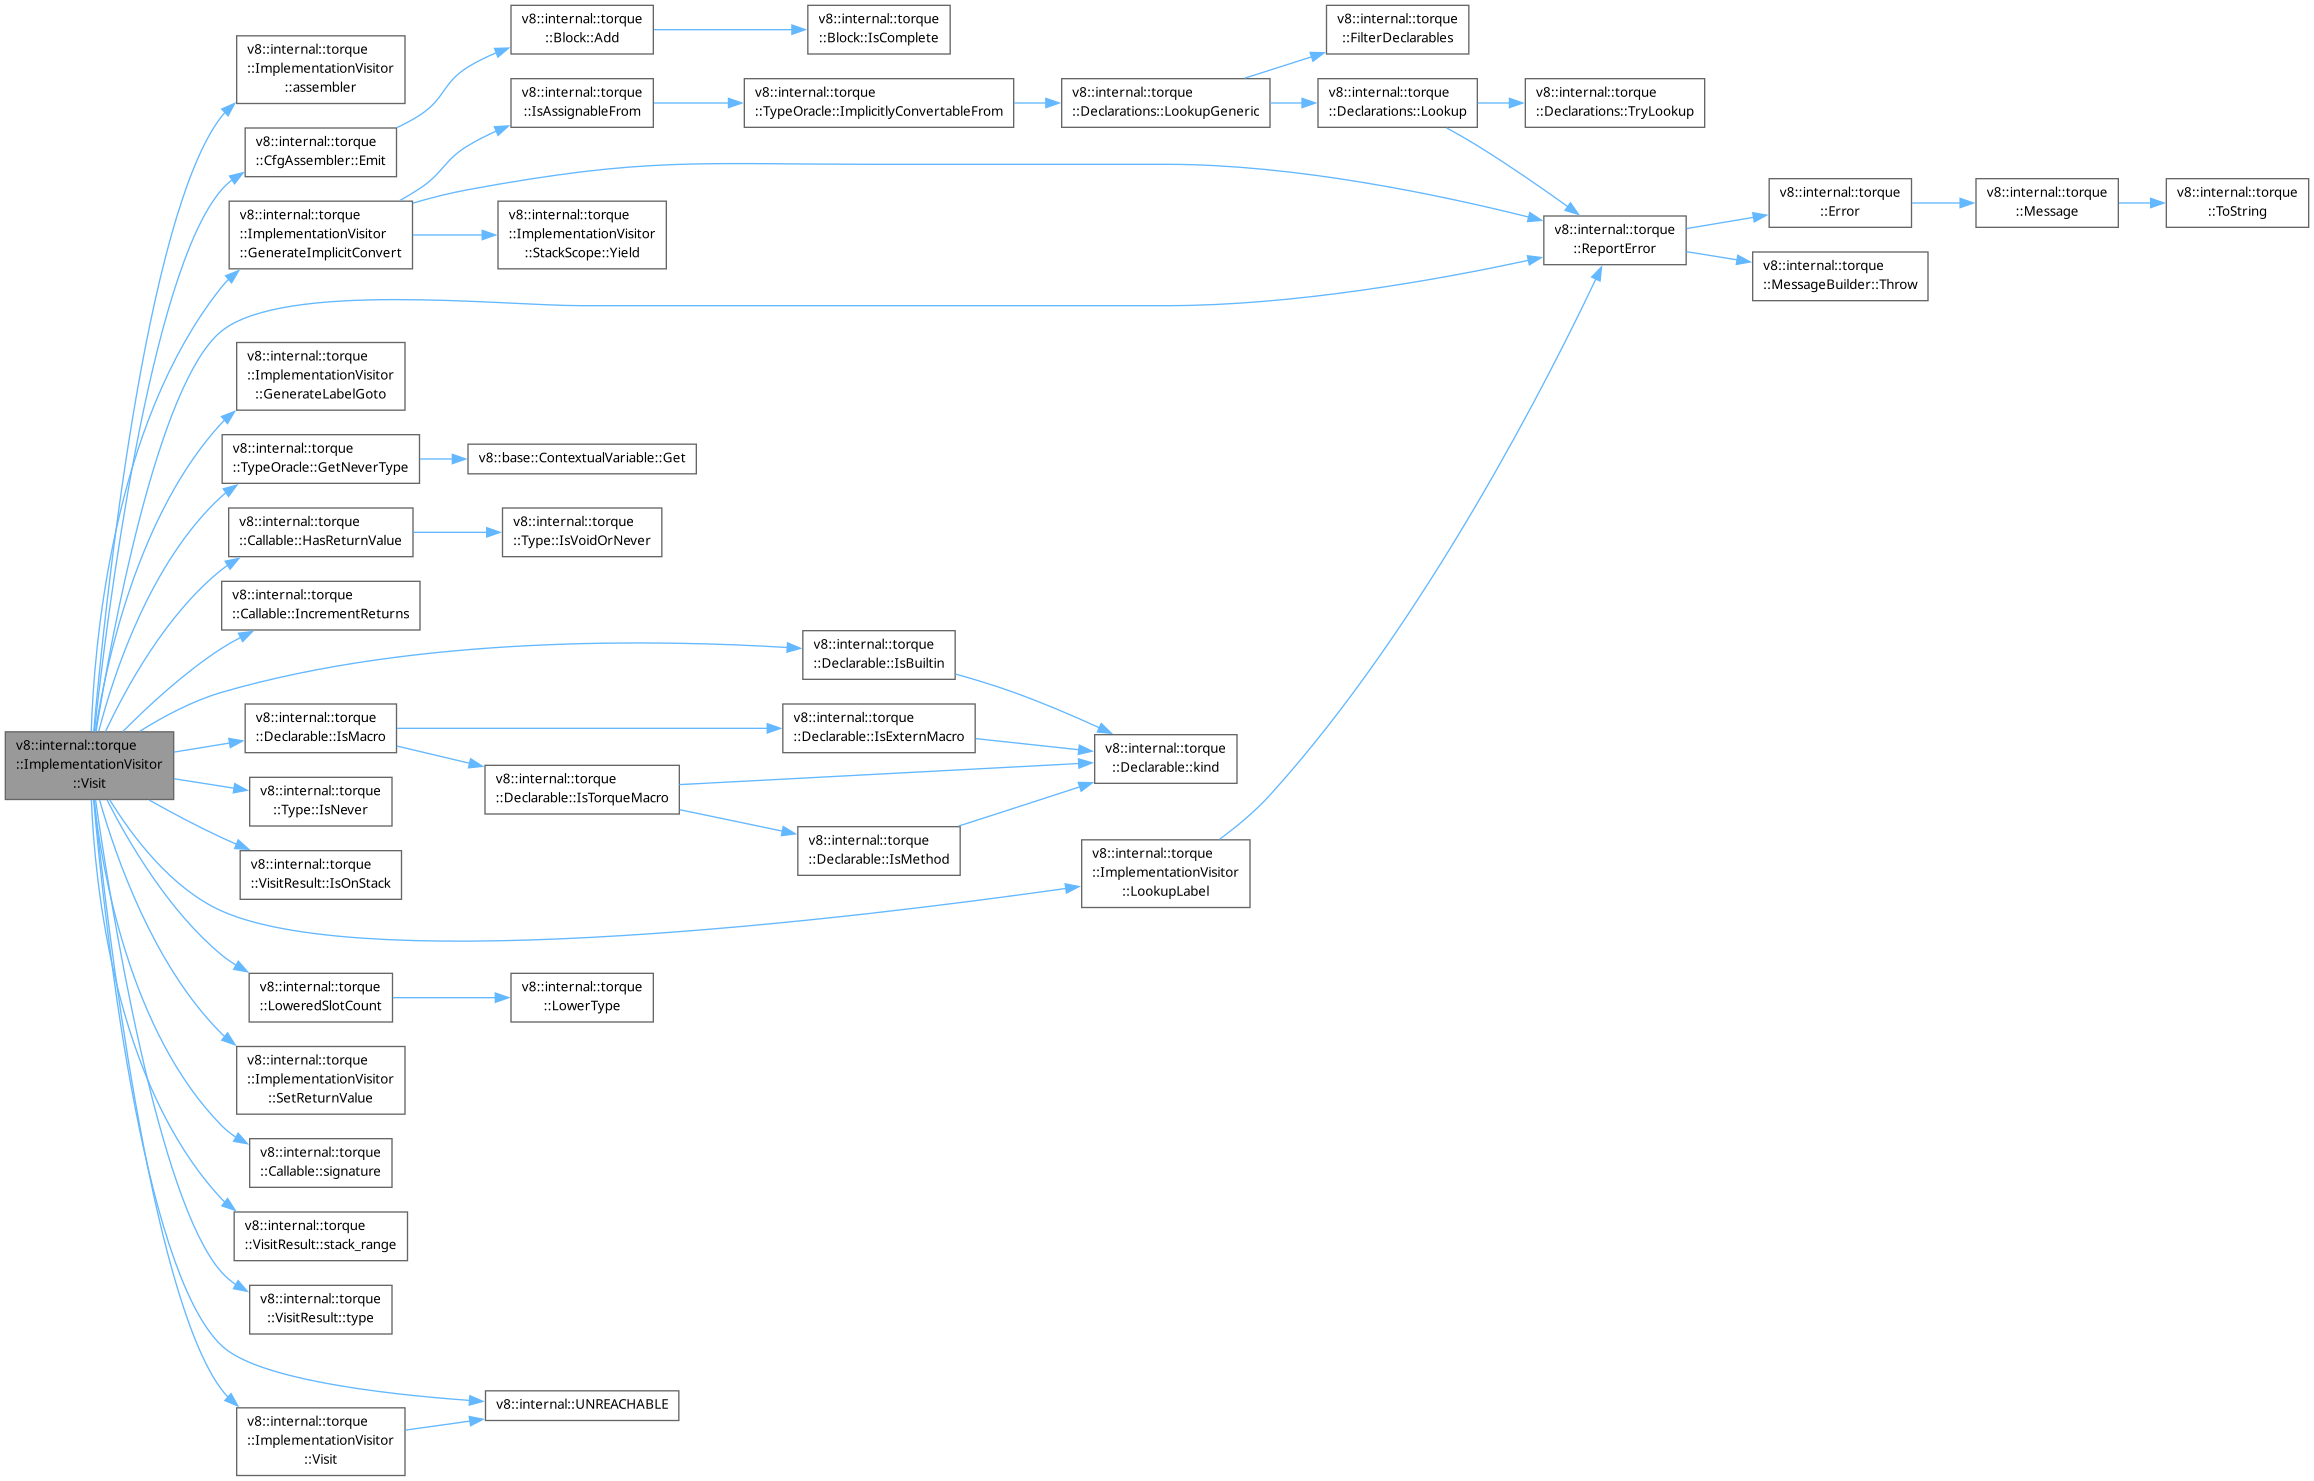 v8::internal::torque
::ImplementationVisitor
::Visit
v8::internal::torque
::ImplementationVisitor
::assembler
v8::internal::torque
::CfgAssembler::Emit
v8::internal::torque
::Block::Add
v8::internal::torque
::Block::IsComplete
v8::internal::torque
::ImplementationVisitor
::GenerateImplicitConvert
v8::internal::torque
::IsAssignableFrom
v8::internal::torque
::TypeOracle::ImplicitlyConvertableFrom
v8::internal::torque
::Declarations::LookupGeneric
v8::internal::torque
::FilterDeclarables
v8::internal::torque
::Declarations::Lookup
v8::internal::torque
::Declarations::TryLookup
v8::internal::torque
::ReportError
v8::internal::torque
::Error
v8::internal::torque
::Message
v8::internal::torque
::ToString
v8::internal::torque
::MessageBuilder::Throw
v8::internal::torque
::ImplementationVisitor
::StackScope::Yield
v8::internal::torque
::ImplementationVisitor
::GenerateLabelGoto
v8::internal::torque
::TypeOracle::GetNeverType
v8::base::ContextualVariable::Get
v8::internal::torque
::Callable::HasReturnValue
v8::internal::torque
::Type::IsVoidOrNever
v8::internal::torque
::Callable::IncrementReturns
v8::internal::torque
::Declarable::IsBuiltin
v8::internal::torque
::Declarable::kind
v8::internal::torque
::Declarable::IsMacro
v8::internal::torque
::Declarable::IsExternMacro
v8::internal::torque
::Declarable::IsTorqueMacro
v8::internal::torque
::Declarable::IsMethod
v8::internal::torque
::Type::IsNever
v8::internal::torque
::VisitResult::IsOnStack
v8::internal::torque
::ImplementationVisitor
::LookupLabel
v8::internal::torque
::LoweredSlotCount
v8::internal::torque
::LowerType
v8::internal::torque
::ImplementationVisitor
::SetReturnValue
v8::internal::torque
::Callable::signature
v8::internal::torque
::VisitResult::stack_range
v8::internal::torque
::VisitResult::type
v8::internal::UNREACHABLE
v8::internal::torque
::ImplementationVisitor
::Visit